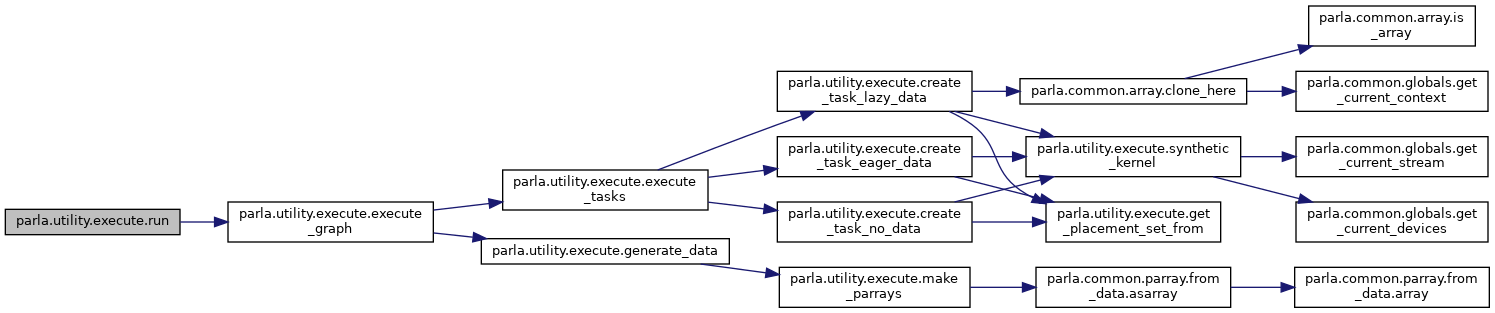 parla.utility.execute.run
parla.utility.execute.execute
_graph
parla.utility.execute.execute
_tasks
parla.utility.execute.generate_data
parla.utility.execute.create
_task_lazy_data
parla.utility.execute.create
_task_eager_data
parla.utility.execute.create
_task_no_data
parla.utility.execute.make
_parrays
parla.common.array.clone_here
parla.utility.execute.synthetic
_kernel
parla.utility.execute.get
_placement_set_from
parla.common.parray.from
_data.asarray
parla.common.array.is
_array
parla.common.globals.get
_current_context
parla.common.globals.get
_current_stream
parla.common.globals.get
_current_devices
parla.common.parray.from
_data.array